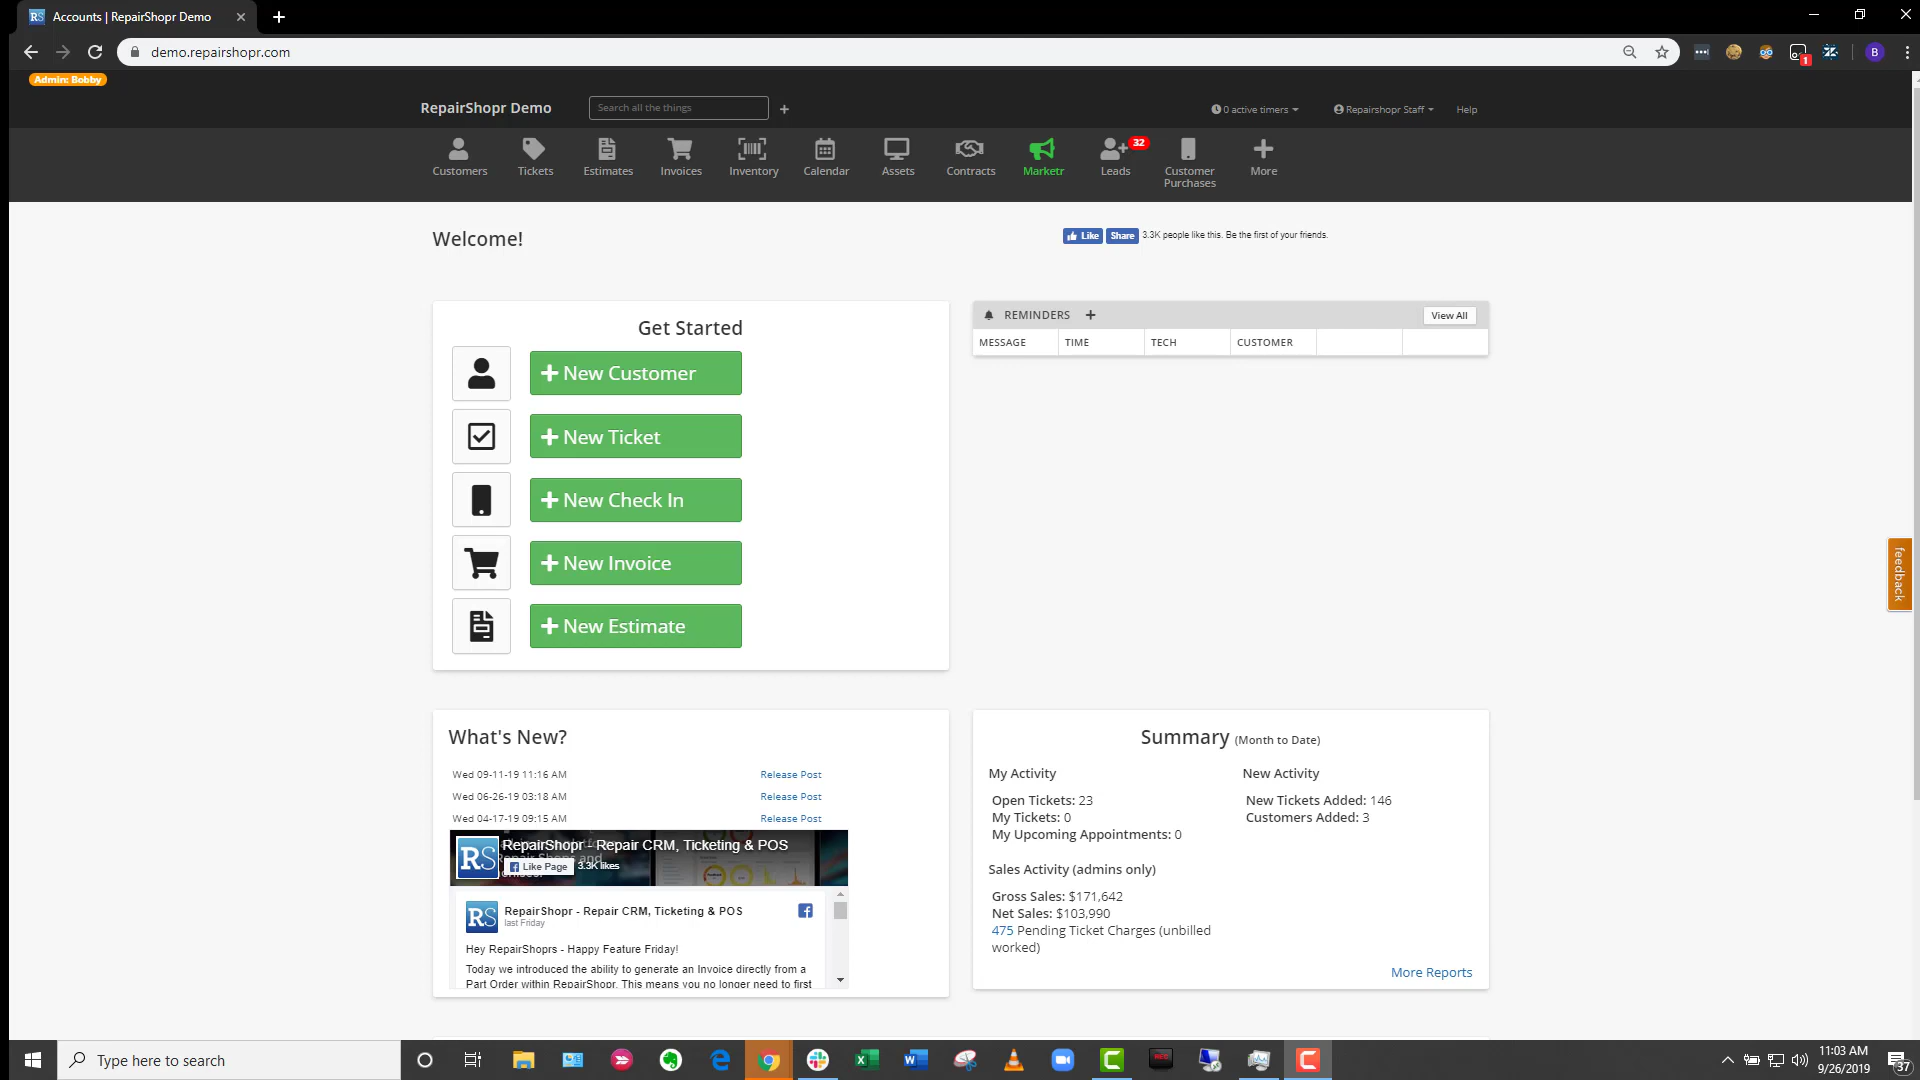 Accounts | RepairShopr Demo
demo.repairshopr.com
1
B
Admin: Bobby
RepairShopr Demo
Search all the things
0 active timers
Repairshopr Staff
Help
Customers
Tickets
Estimates
Invoices
Inventory
Calendar
Assets
Contracts
Marketr
Leads
32
Customer
Purchases
More
Welcome!
Like
Share
3.3K people like this. Be the first of your friends.
Get Started
New Customer
New Ticket
New Check In
New Invoice
New Estimate
REMINDERS
View All
MESSAGE TIME TECH CUSTOMER
feedback
What's New?
Wed 09-11-19 11:16 AM Release Post
Wed 06-26-19 03:18 AM Release Post
Wed 04-17-19 09:15 AM Release Post
RS
RepairShopr - Repair CRM, Ticketing & POS
Like Page
3.3K likes
RS
RepairShopr - Repair CRM, Ticketing & POS
last Friday
Hey RepairShoprs - Happy Feature Friday!
Today we introduced the ability to generate an Invoice directly from a
Part Order within RepairShopr. This means you no longer need to first
Summary (Month to Date)
My Activity
Open Tickets: 23
My Tickets: 0
My Upcoming Appointments: 0
New Activity
New Tickets Added: 146
Customers Added: 3
Sales Activity (admins only)
Gross Sales: $171,642
Net Sales: $103,990
475 Pending Ticket Charges (unbilled
worked)
More Reports
Type here to search
11:03 AM
9/26/2019
37